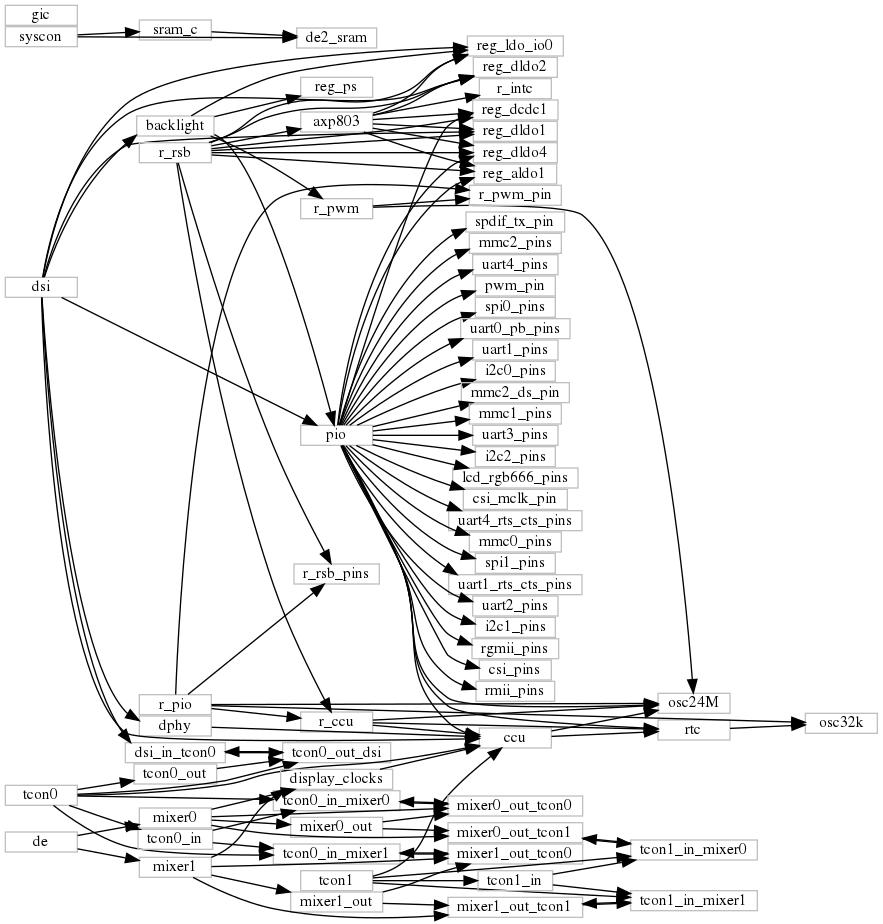 gic
syscon
sram_c
de2_sram
reg_ldo_io0
reg_dldo2
reg_ps
r_intc
reg_dcdc1
axp803
backlight
reg_dldo1
r_rsb
reg_dldo4
reg_aldo1
r_pwm_pin
r_pwm
spdif_tx_pin
mmc2_pins
uart4_pins
dsi
pwm_pin
spi0_pins
uart0_pb_pins
uart1_pins
i2c0_pins
mmc2_ds_pin
mmc1_pins
pio
uart3_pins
i2c2_pins
lcd_rgb666_pins
csi_mclk_pin
uart4_rts_cts_pins
mmc0_pins
spi1_pins
r_rsb_pins
uart1_rts_cts_pins
uart2_pins
i2c1_pins
rgmii_pins
csi_pins
rmii_pins
r_pio
osc24M
dphy
r_ccu
osc32k
rtc
ccu
dsi_in_tcon0
tcon0_out_dsi
tcon0_out
display_clocks
tcon0
tcon0_in_mixer0
mixer0_out_tcon0
mixer0
mixer0_out
mixer0_out_tcon1
de
tcon0_in
tcon1_in_mixer0
tcon0_in_mixer1
mixer1_out_tcon0
mixer1
tcon1
tcon1_in
mixer1_out
mixer1_out_tcon1
tcon1_in_mixer1